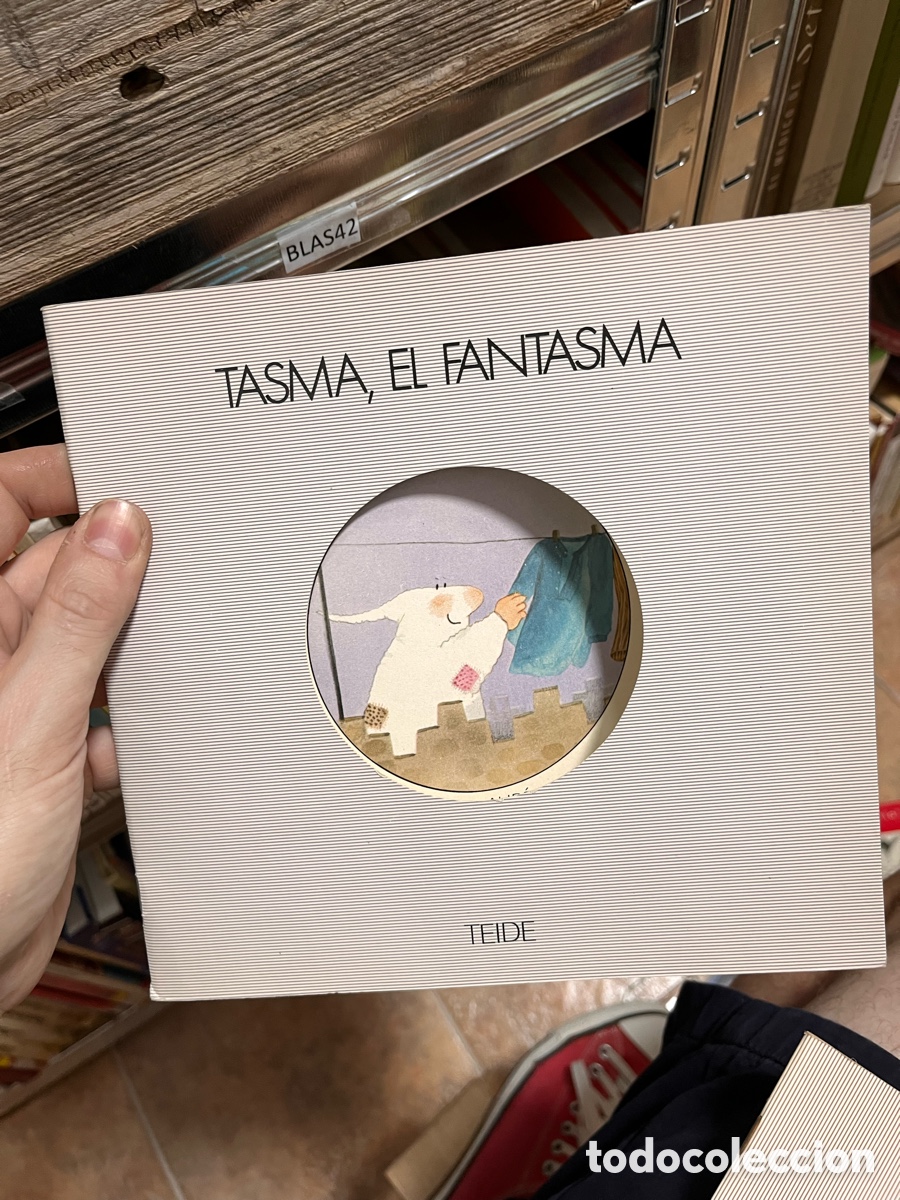 BLAS42
TASMA, EL FANTASMA
TEIDE
todocoleccion